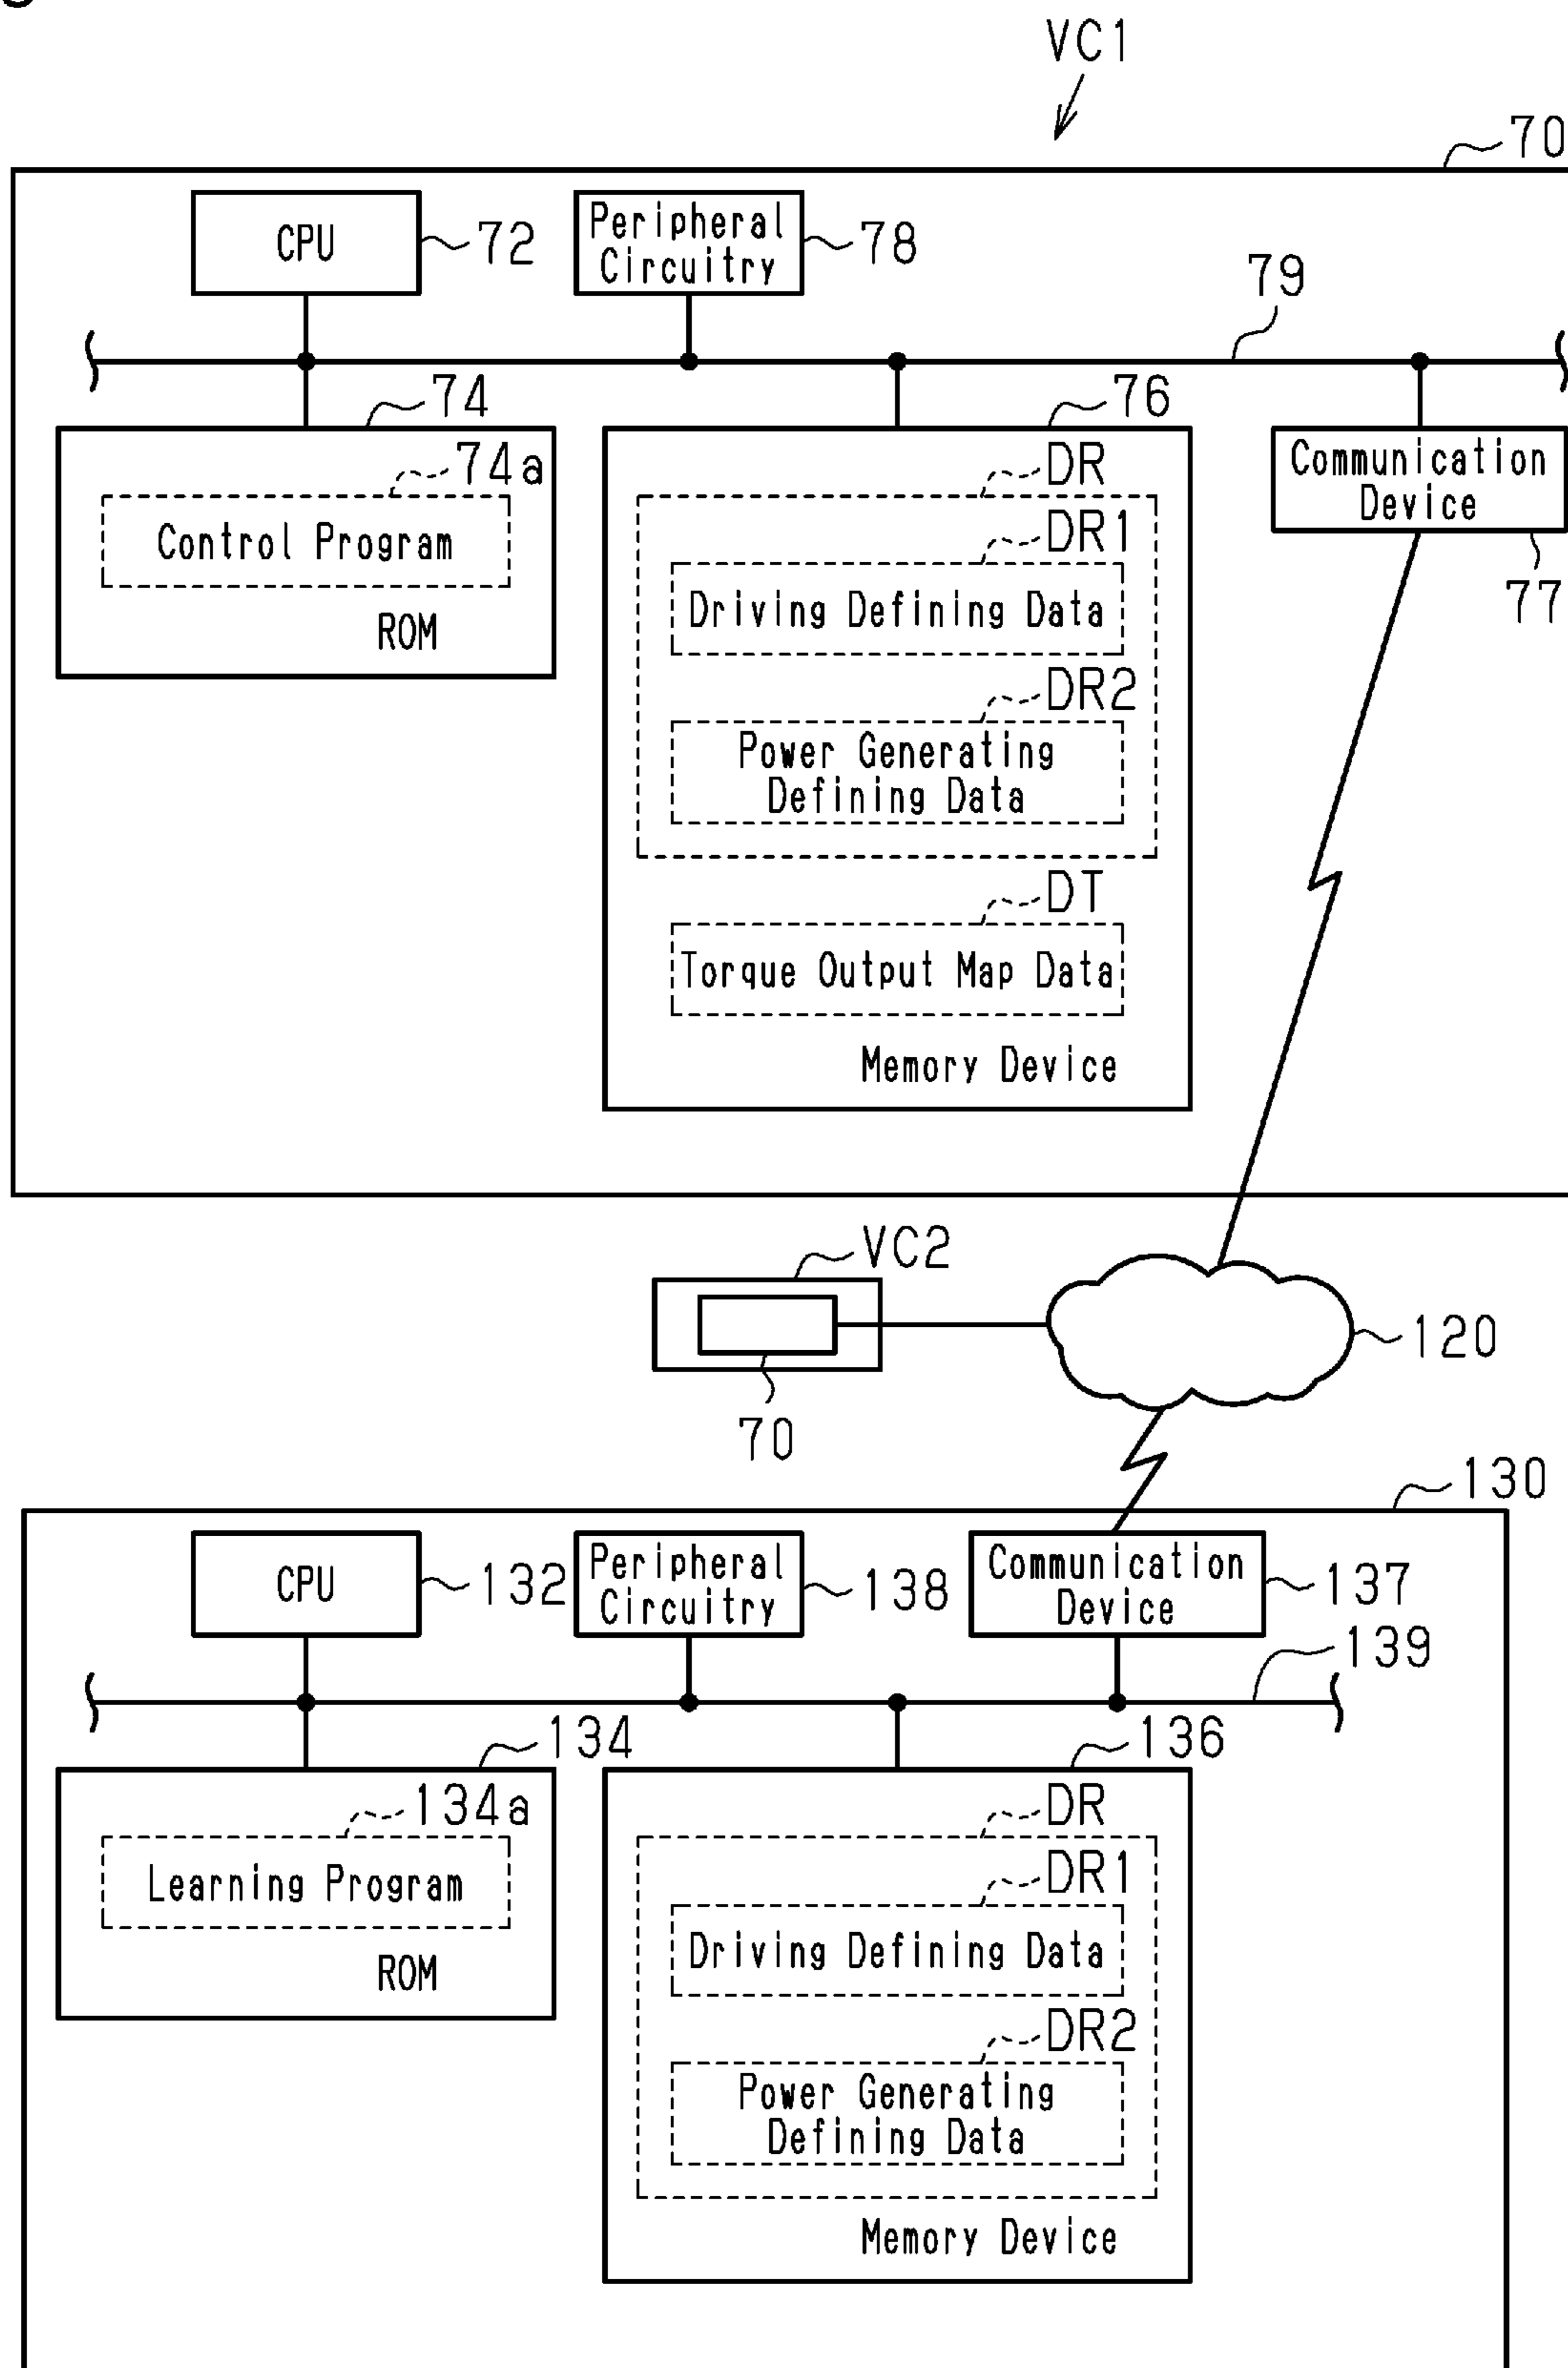 VC1
70
CPU
72
Peripheral
Circuitry
78
79
74
74a
Control Program
ROM
76
DR
DR1
Driving Defining Data
DR2
Power Generating
Defining Data
DT
Torque Output Map Data
Memory Device
Communication
Device
77
VC2
70
120
130
CPU
132
Peripheral
Circuitry
138
Communication
Device
137
139
134
134a
Learning Program
ROM
136
DR
DR1
Driving Defining Data
DR2
Power Generating
Defining Data
Memory Device